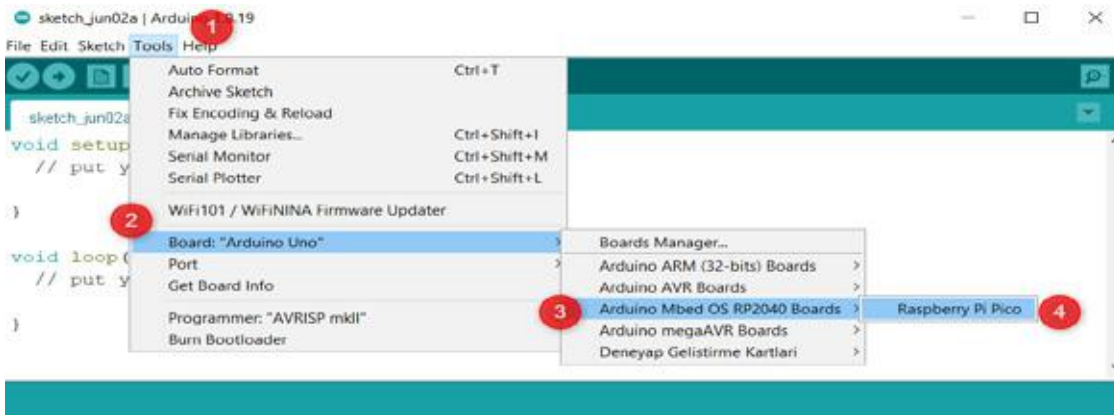 sketch_jun02a | Arduino 1.8.19
1
File Edit Sketch Tools Help
Auto Format Ctrl+T
Archive Sketch
Fix Encoding & Reload
sketch_jun02a
Manage Libraries... Ctrl+Shift+I
void setup
Serial Monitor Ctrl+Shift+M
// put y
Serial Plotter Ctrl+Shift+L
WiFi101 / WiFiNINA Firmware Updater
}
2
Board: "Arduino Uno"
Boards Manager...
void loop(
Port
Arduino ARM (32-bits) Boards
// put y
Get Board Info
Arduino AVR Boards
3
Arduino Mbed OS RP2040 Boards
Raspberry Pi Pico
4
Programmer: "AVRISP mkII"
}
Arduino megaAVR Boards
Burn Bootloader
Deneyap Gelistirme Kartlari